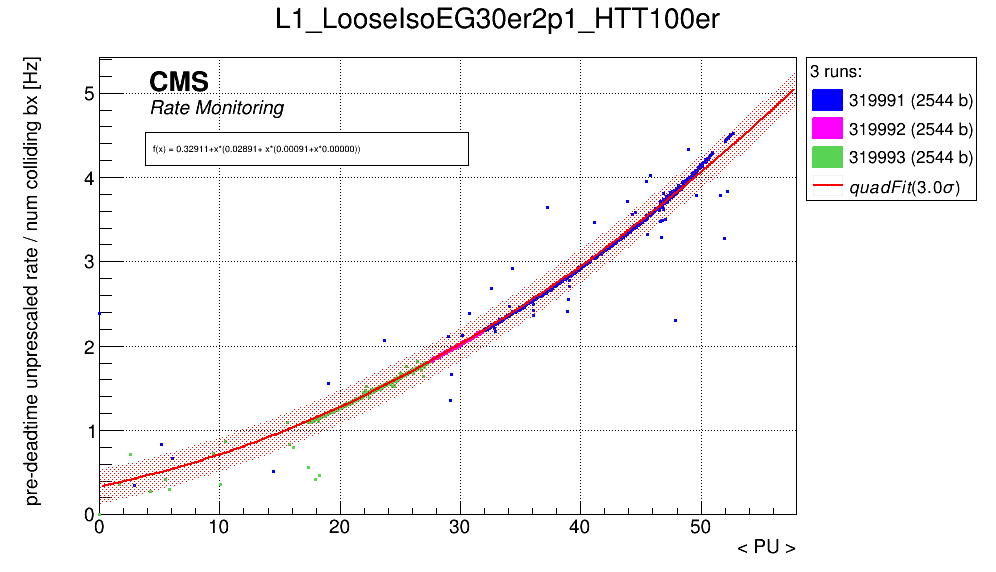 L1_LooseIsoEG30er2p1_HTT100er
CMS
Rate Monitoring
f(x) = 0.32911+x*(0.02891+ x*(0.00091+x*0.00000))
pre-deadtime unprescaled rate / num colliding bx [Hz]
5
4
3
2
1
0
0 10 20 30 40 50
< PU >
3 runs:
319991 (2544 b)
319992 (2544 b)
319993 (2544 b)
quadFit(3.0σ)